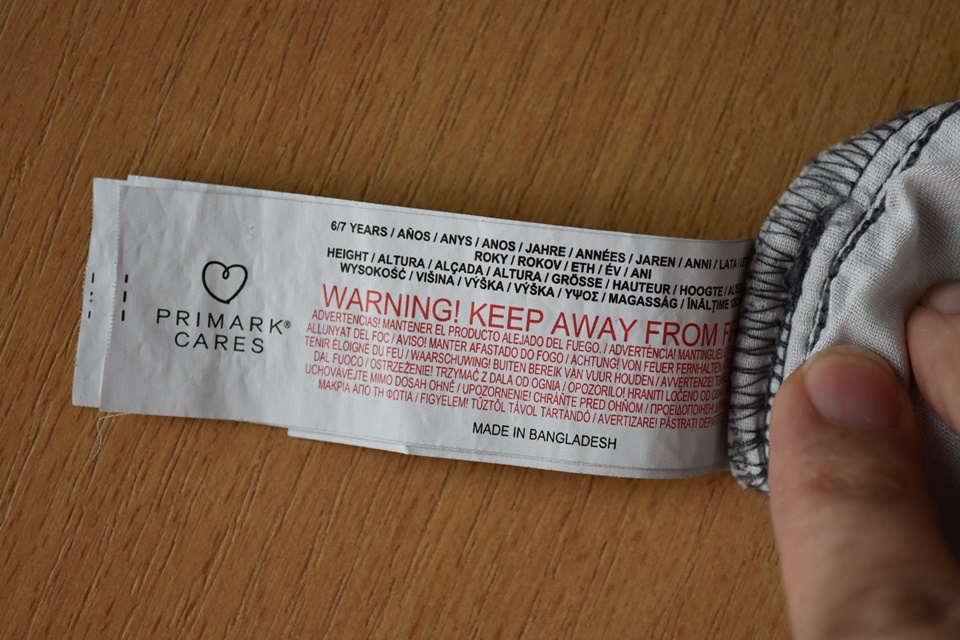 PRIMARK®
CARES
6/7 YEARS / AÑOS / ANYS / ANOS / JAHRE / ANNÉES / JAREN / ANNI / LATA /
ROKY / ROKOV / ETH / ÉV / ANI
HEIGHT / ALTURA / ALÇADA / ALTURA / GRÖSSE / HAUTEUR / HOOGTE /
WYSOKOŚĆ / VIŠINA / VÝŠKA / VÝŠKA / ΥΨΟΣ / MAGASSÁG / ÎNĂLŢIME
WARNING! KEEP AWAY FROM
ADVERTENCIAS! MANTENER EL PRODUCTO ALEJADO DEL FUEGO. / ADVERTENCIA! MANTINGUEU
ALLUNYAT DEL FOC / AVISO! MANTER AFASTADO DO FOGO / ACHTUNG! VON FEUER FERNHALTEN.
TENIR ÉLOIGNÉ DU FEU / WAARSCHUWING! BUITEN BEREIK VAN VUUR HOUDEN / AVVERTENZE!
DAL FUOCO / OSTRZEŻENIE! TRZYMAĆ Z DALA OD OGNIA / OPOZORILO! HRANITI LOČENO OD
UCHOVÁVEJTE MIMO DOSAH OHNĚ / UPOZORNENIE! CHRÁŇTE PRED OHŇOM / ΠΡΟΕΙΔΟΠΟΙΗΣΗ
ΜΑΚΡΙΑ ΑΠΟ ΤΗ ΦΩΤΙΑ / FIGYELEM! TŰZTŐL TÁVOL TARTANDÓ / AVERTIZARE! PĂSTRAȚI
MADE IN BANGLADESH